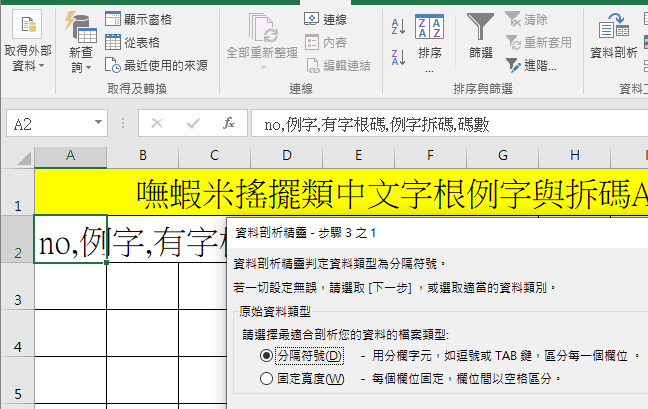 顯示窗格
從表格
最近使用的來源
取得外部
資料
新查
詢
取得及轉換
全部重新整理
連線
內容
編輯連結
連線
Z A
A Z
排序
...
篩選
清除
重新套用
進階...
排序與篩選
資料剖析
資料工
A2
fx
no,例字,有字根碼,例字拆碼,碼數
A B C D E F G H I
1 嘸蝦米搖擺類中文字根例字與拆碼A
2 no,例字,有字根
3
4
5
資料剖析精靈 - 步驟 3 之 1
資料剖析精靈判定資料類型為分隔符號。
若一切設定無誤，請選取 [下一步] ，或選取適當的資料類別。
原始資料類型
請選擇最適合剖析您的資料的檔案類型:
分隔符號(D) - 用分欄字元，如逗號或 TAB 鍵，區分每一個欄位 。
固定寬度(W) - 每個欄位固定，欄位間以空格區分。